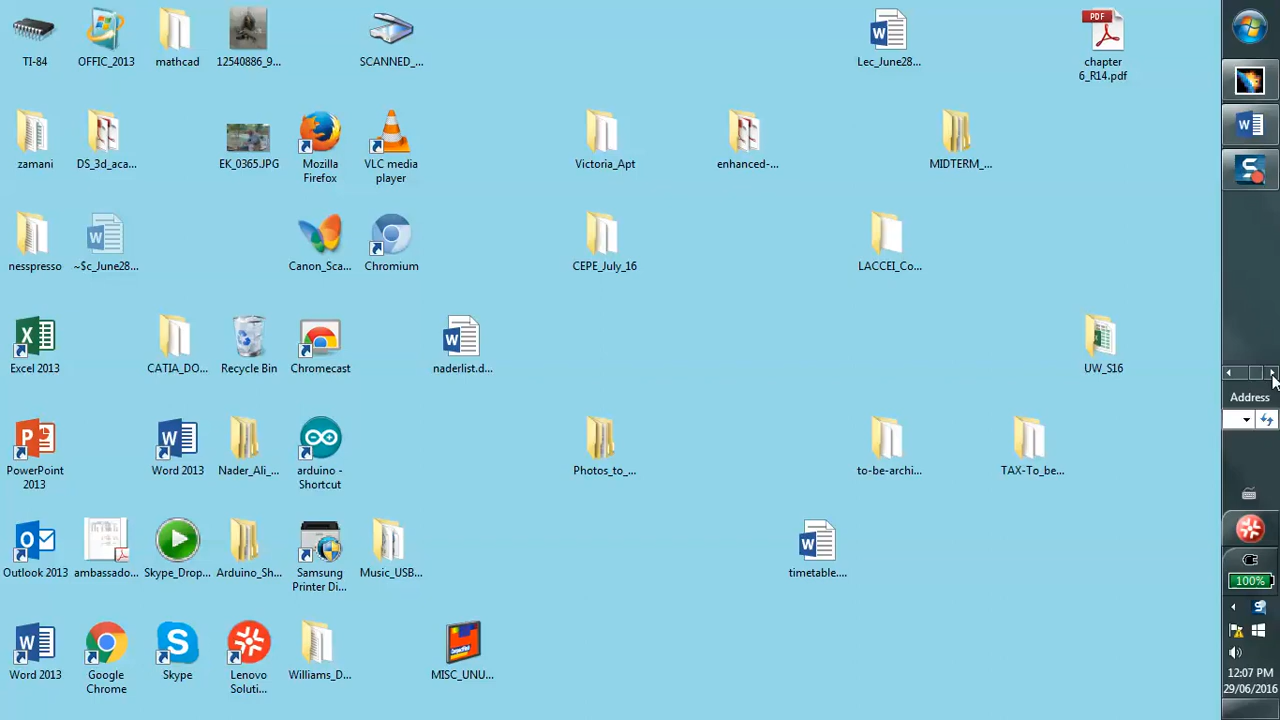 TI-84
OFFIC_2013
mathcad
12540886_9...
SCANNED_...
Lec_June28...
PDF
chapter
6_R14.pdf
zamani
DS_3d_aca...
EK_0365.JPG
Mozilla
Firefox
VLC media
player
Victoria_Apt
enhanced-...
MIDTERM_...
nesspresso
~$c_June28...
Canon_Sca...
Chromium
CEPE_July_16
LACCEI_Co...
Excel 2013
CATIA_DO...
Recycle Bin
Chromecast
naderlist.d...
UW_S16
Address
PowerPoint
2013
Word 2013
Nader_Ali_...
arduino -
Shortcut
Photos_to_...
to-be-archi...
TAX-To_be...
Outlook 2013
ambassado...
Skype_Drop...
Arduino_Sh...
Samsung
Printer Di...
Music_USB...
timetable....
100%
Word 2013
Google
Chrome
Skype
Lenovo
Soluti...
Williams_D...
MISC_UNU...
12:07 PM
29/06/2016